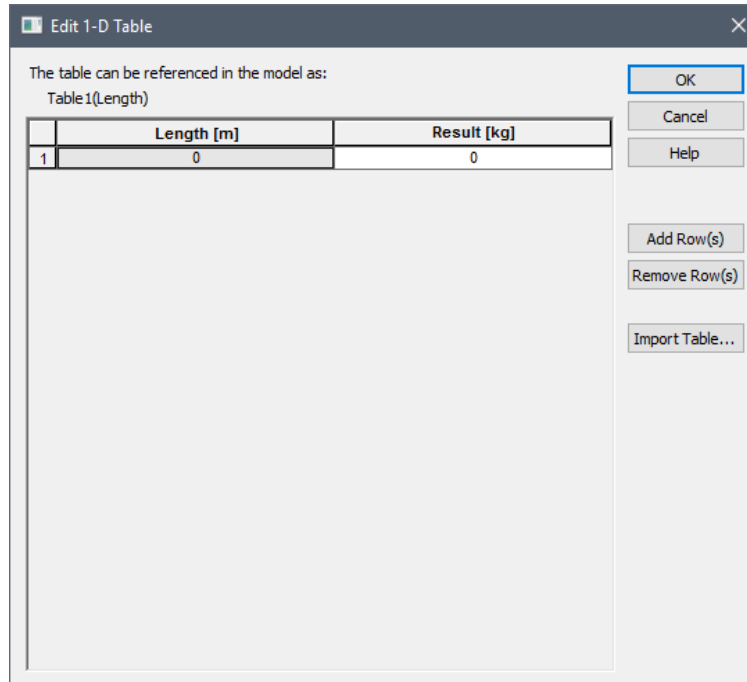 Edit 1-D Table
The table can be referenced in the model as:
Table1(Length)
Length [m] Result [kg]
1 0 0
OK
Cancel
Help
Add Row(s)
Remove Row(s)
Import Table...